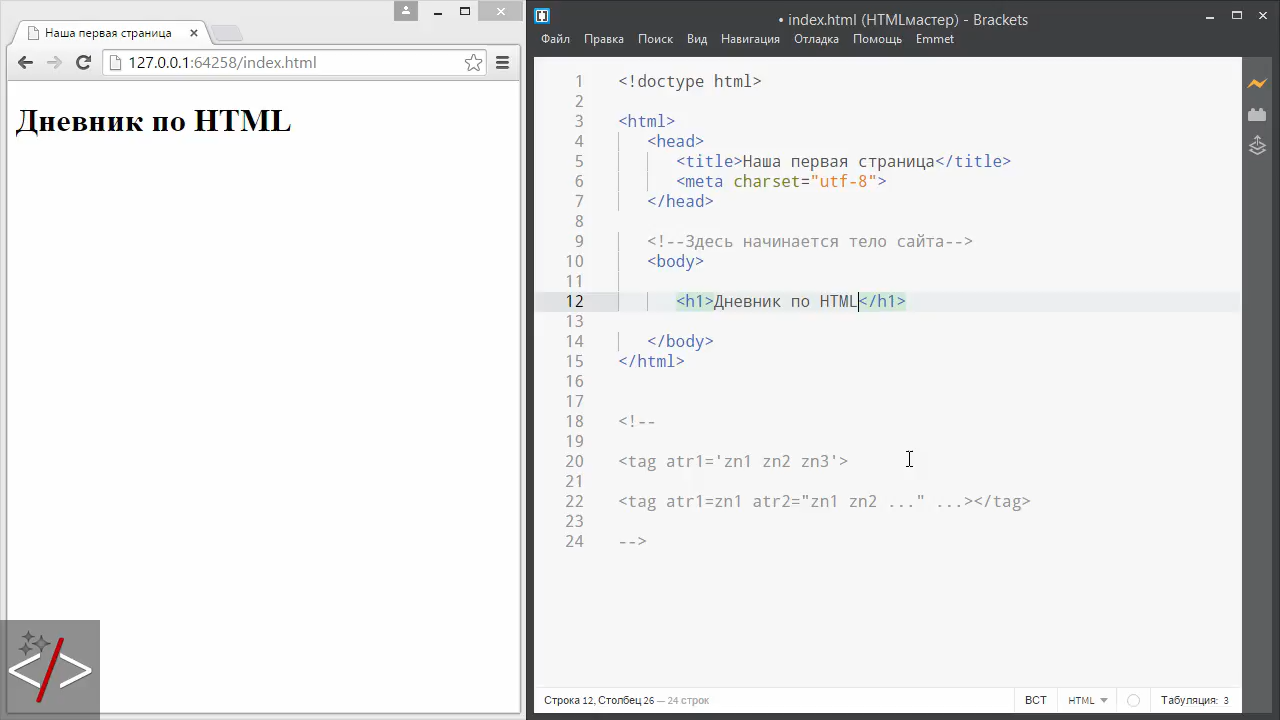 Наша первая страница
127.0.0.1:64258/index.html
Дневник по HTML
• index.html (HTMLмастер) - Brackets
Файл Правка Поиск Вид Навигация Отладка Помощь Emmet
1 <!doctype html>
2
3 <html>
4 <head>
5 <title>Наша первая страница</title>
6 <meta charset="utf-8">
7 </head>
8
9 <!--Здесь начинается тело сайта-->
10 <body>
11
12 <h1>Дневник по HTML</h1>
13
14 </body>
15 </html>
16
17
18 <!--
19
20 <tag atr1='zn1 zn2 zn3'>
21
22 <tag atr1=zn1 atr2="zn1 zn2 ..." ...></tag>
23
24 -->
Строка 12, Столбец 26 — 24 строк ВСТ HTML Табуляция: 3